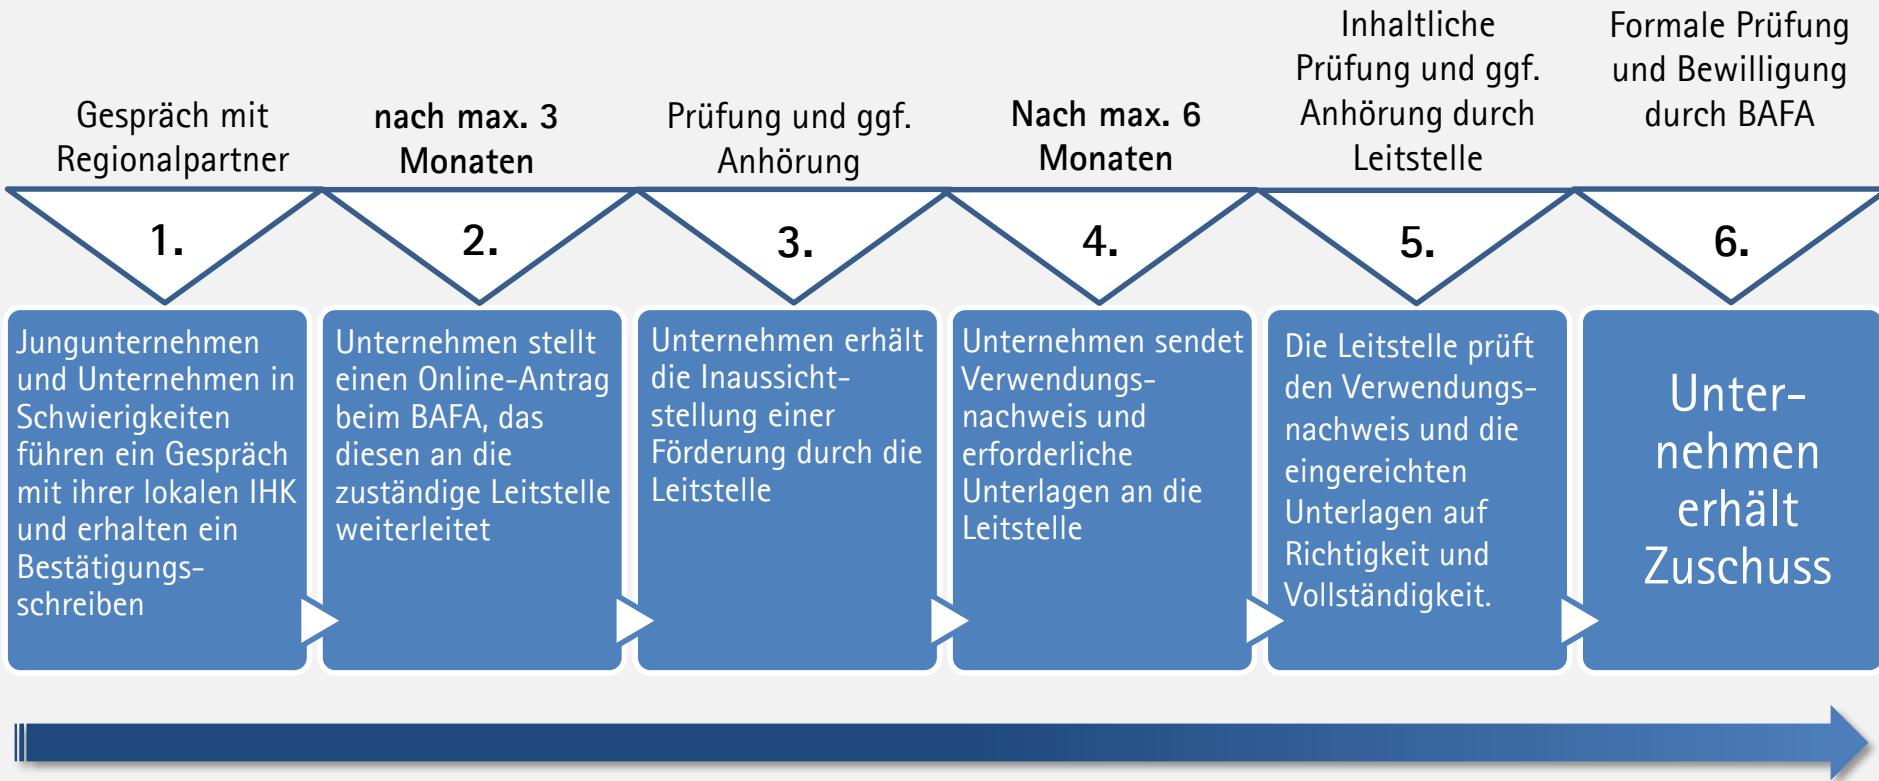 Gespräch mit
Regionalpartner
1.
Jungunternehmen
und Unternehmen in
Schwierigkeiten
führen ein Gespräch
mit ihrer lokalen IHK
und erhalten ein
Bestätigungs-
schreiben
nach max. 3
Monaten
2.
Unternehmen stellt
einen Online-Antrag
beim BAFA, das
diesen an die
zuständige Leitstelle
weiterleitet
Prüfung und ggf.
Anhörung
3.
Unternehmen erhält
die Inaussicht-
stellung einer
Förderung durch die
Leitstelle
Nach max. 6
Monaten
4.
Unternehmen sendet
Verwendungs-
nachweis und
erforderliche
Unterlagen an die
Leitstelle
Inhaltliche
Prüfung und ggf.
Anhörung durch
Leitstelle
5.
Die Leitstelle prüft
den Verwendungs-
nachweis und die
eingereichten
Unterlagen auf
Richtigkeit und
Vollständigkeit.
Formale Prüfung
und Bewilligung
durch BAFA
6.
Unter-
nehmen
erhält
Zuschuss